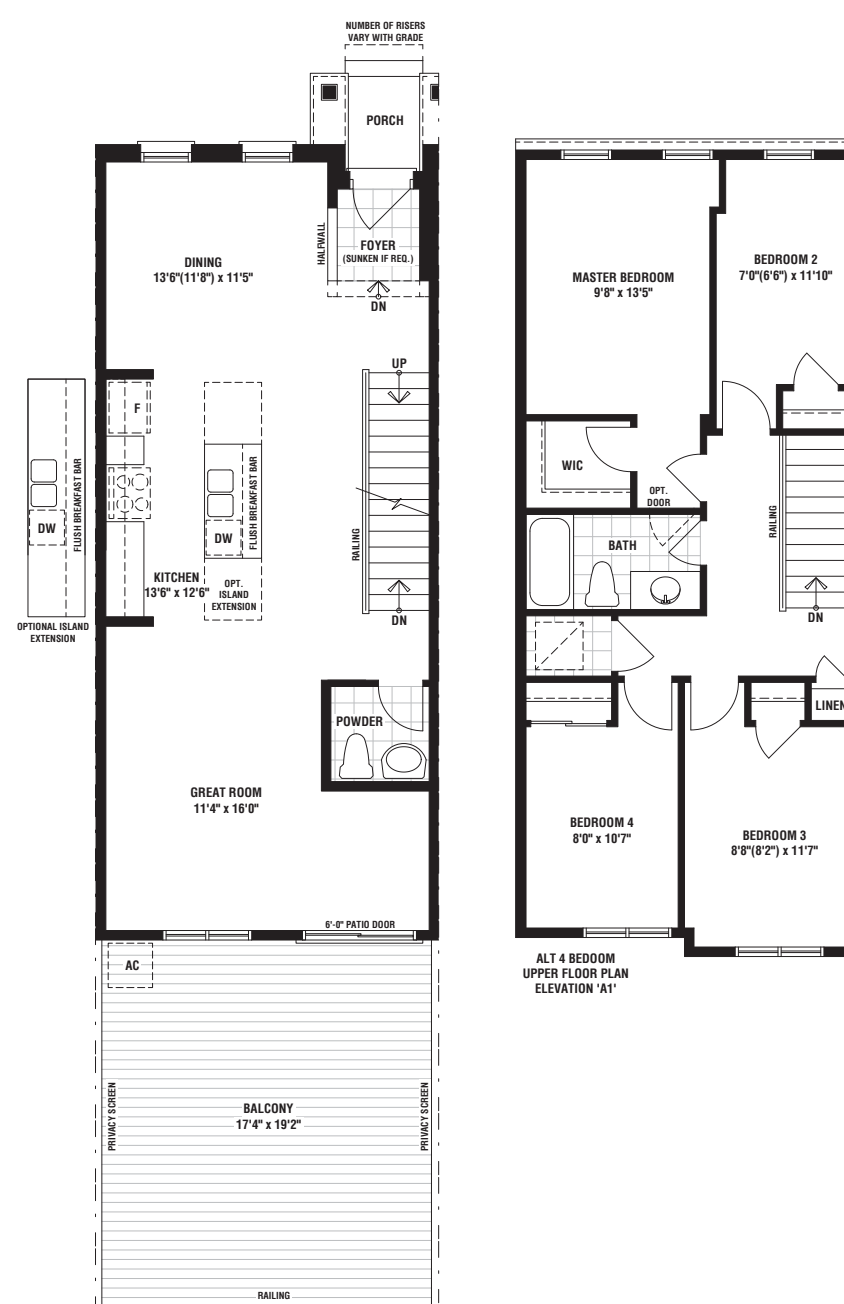 NUMBER OF RISERS
VARY WITH GRADE
PORCH
HALFWALL
FOYER
(SUNKEN IF REQ.)
DN
DINING
13'6"(11'8") x 11'5"
UP
F
FLUSH BREAKFAST BAR
DW
FLUSH BREAKFAST BAR
DW
RAILING
KITCHEN
13'6" x 12'6"
OPT.
ISLAND
EXTENSION
OPTIONAL ISLAND
EXTENSION
DN
POWDER
GREAT ROOM
11'4" x 16'0"
6'-0" PATIO DOOR
AC
PRIVACY SCREEN
BALCONY
17'4" x 19'2"
PRIVACY SCREEN
RAILING
MASTER BEDROOM
9'8" x 13'5"
BEDROOM 2
7'0"(6'6") x 11'10"
WIC
OPT.
DOOR
RAILING
BATH
DN
LINEN
BEDROOM 4
8'0" x 10'7"
BEDROOM 3
8'8"(8'2") x 11'7"
ALT 4 BEDOOM
UPPER FLOOR PLAN
ELEVATION 'A1'